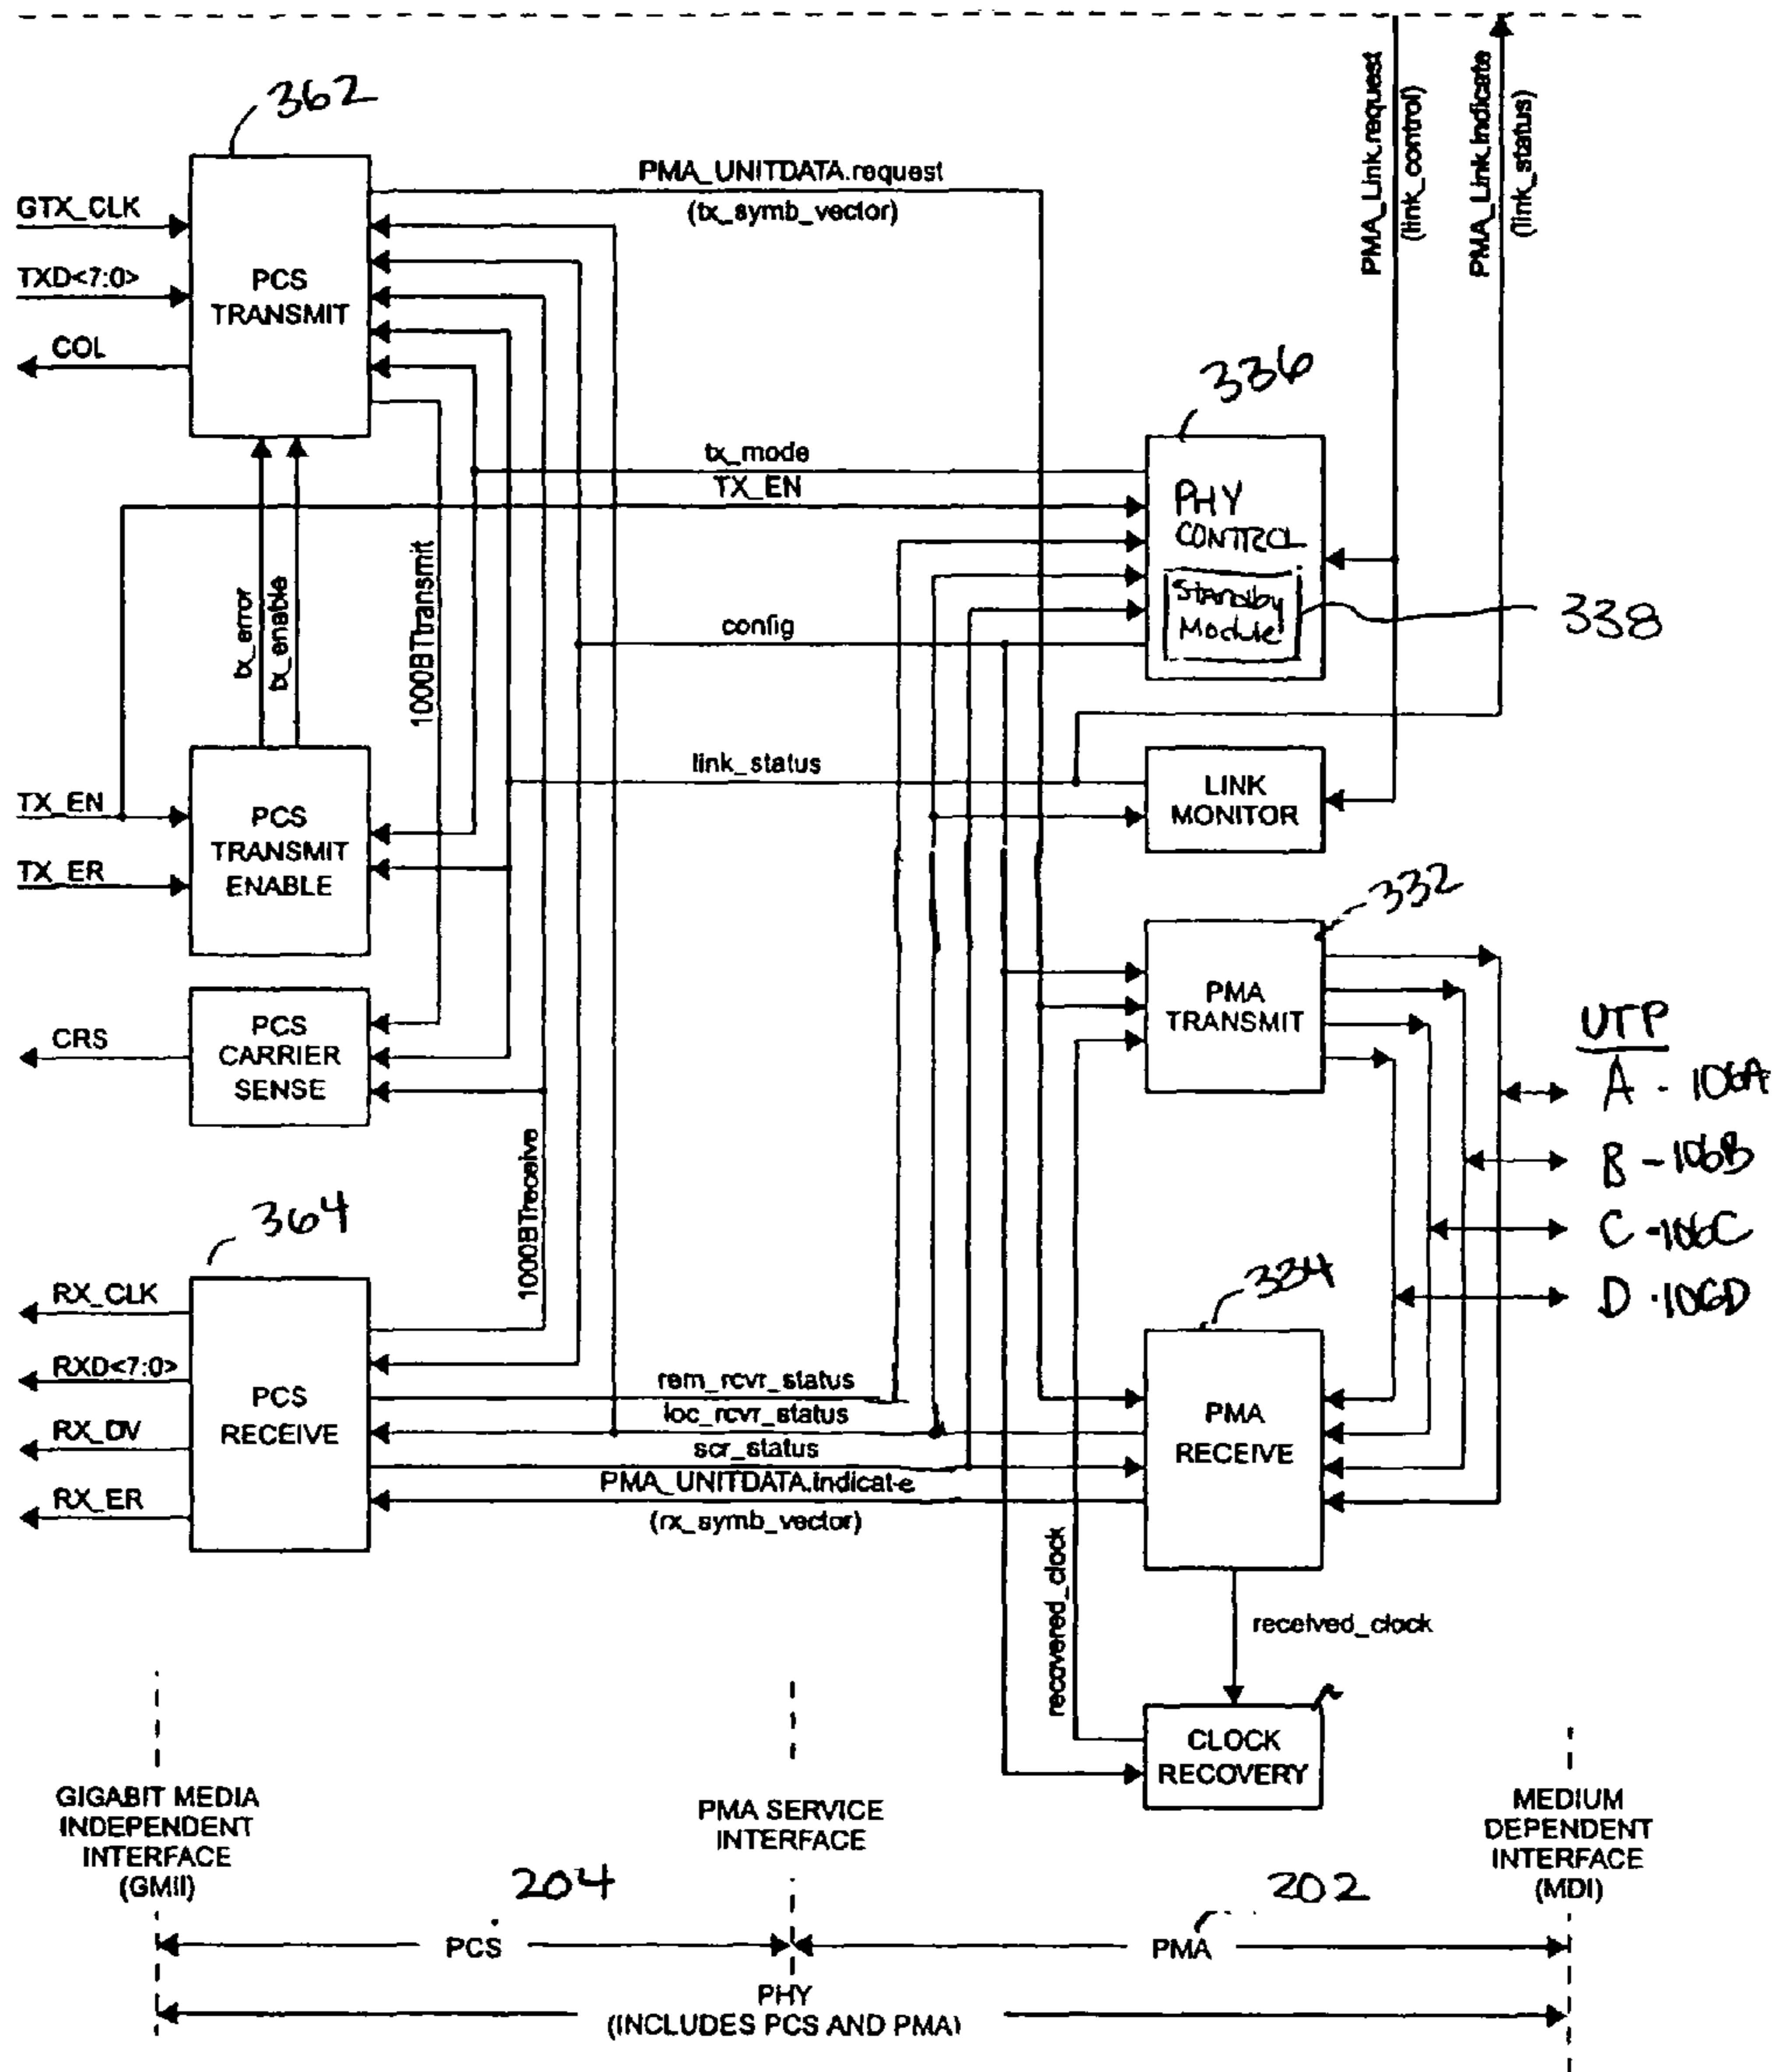 PMA_Link.request
(link_control)
PMA_Link.indicate
(link_status)
362
PMA_UNITDATA.request
(tx_symb_vector)
GTX_CLK
TXD<7:0>
COL
PCS
TRANSMIT
336
tx_mode
TX_EN
PHY
CONTROL
Standby
Module
338
tx_error
tx_enable
1000BTtransmit
config
link_status
LINK
MONITOR
TX_EN
TX_ER
PCS
TRANSMIT
ENABLE
332
PMA
TRANSMIT
CRS
PCS
CARRIER
SENSE
UTP
A - 106A
B - 106B
C - 106C
D - 106D
1000BTreceive
364
334
RX_CLK
RXD<7:0>
RX_DV
RX_ER
PCS
RECEIVE
rem_rcvr_status
loc_rcvr_status
scr_status
PMA_UNITDATA.indicate
(rx_symb_vector)
PMA
RECEIVE
recovered_clock
received_clock
CLOCK
RECOVERY
GIGABIT MEDIA
INDEPENDENT
INTERFACE
(GMII)
PMA SERVICE
INTERFACE
MEDIUM
DEPENDENT
INTERFACE
(MDI)
204
202
PCS
PMA
PHY
(INCLUDES PCS AND PMA)